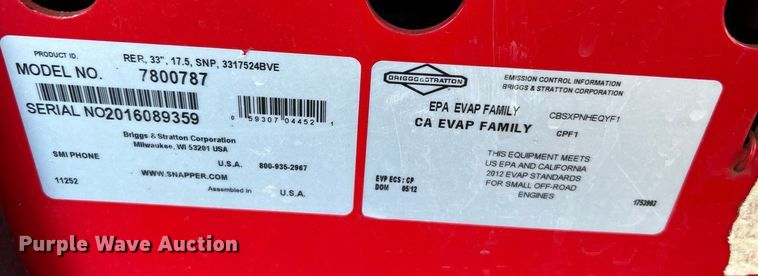 PRODUCT ID. RER, 33", 17.5, SNP, 3317524BVE
MODEL NO. 7800787
SERIAL NO2016089359
0 59307 04452 1
Briggs & Stratton Corporation
Milwaukee, WI 53201 USA
SMI PHONE U.S.A. 800-935-2967
WWW.SNAPPER.COM
11252 Assembled in U.S.A.
BRIGGS&STRATTON
EMISSION CONTROL INFORMATION
BRIGGS & STRATTON CORPORATION
EPA EVAP FAMILY CBSXPNHEQYF1
CA EVAP FAMILY CPF1
THIS EQUIPMENT MEETS
US EPA AND CALIFORNIA
2012 EVAP STANDARDS
FOR SMALL OFF-ROAD
ENGINES
EVP ECS : CP
DOM 05/12
1753993
Purple Wave Auction